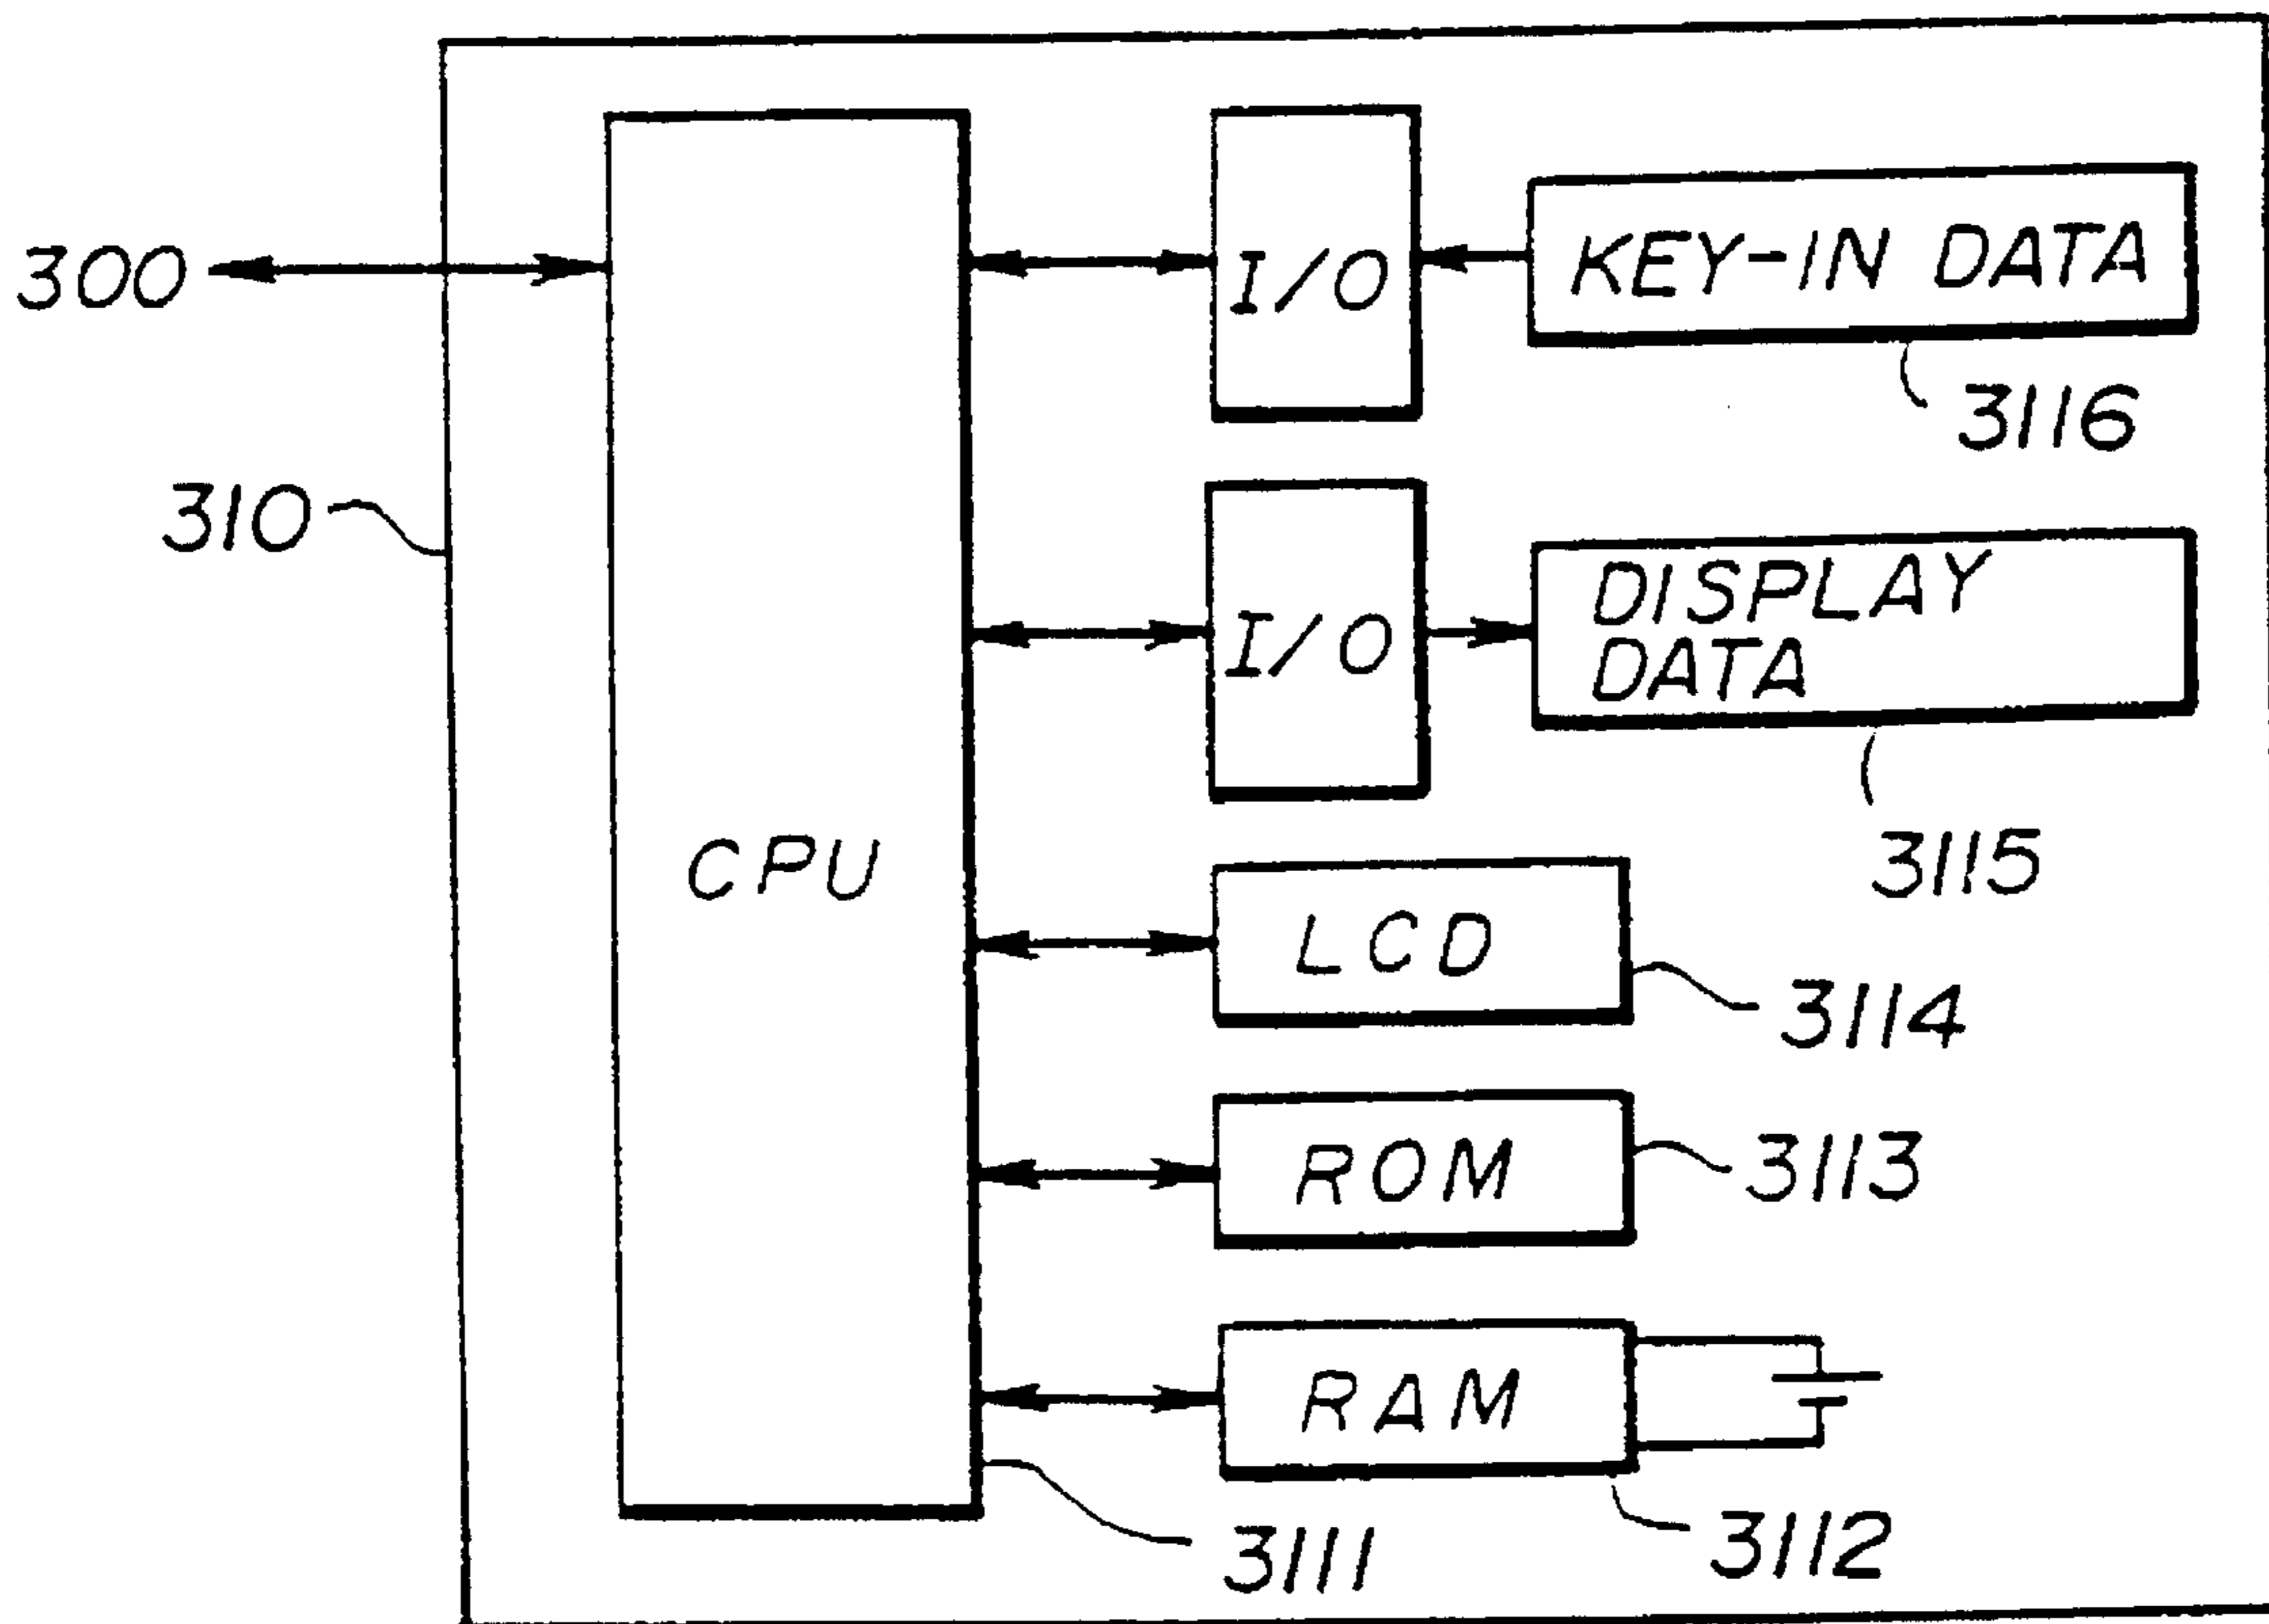 300
310
CPU
I/O
KEY-IN DATA
3116
I/O
DISPLAY
DATA
3115
LCD
3114
ROM
3113
RAM
3112
3111